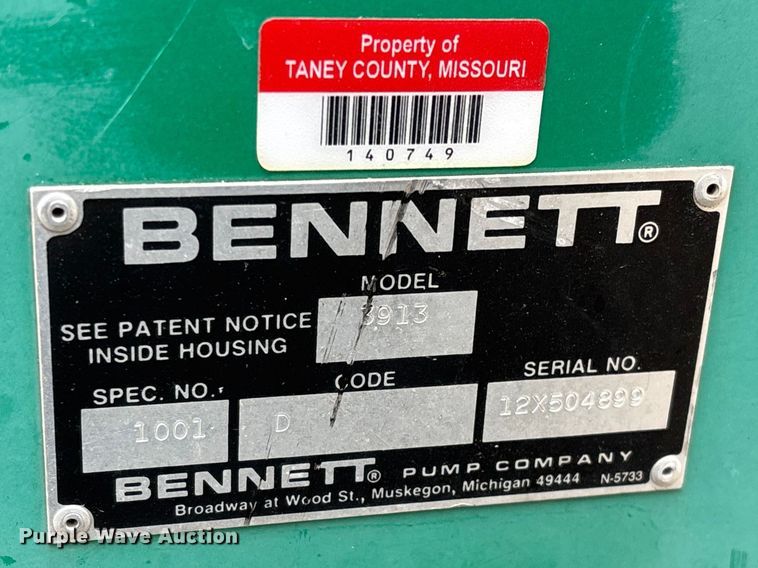 Property of
TANEY COUNTY, MISSOURI
140749
BENNETT®
MODEL
3913
SEE PATENT NOTICE
INSIDE HOUSING
SPEC. NO.
CODE
SERIAL NO.
1001
D
12X504899
BENNETT® PUMP COMPANY
Broadway at Wood St., Muskegon, Michigan 49444 N-5733
Purple Wave Auction